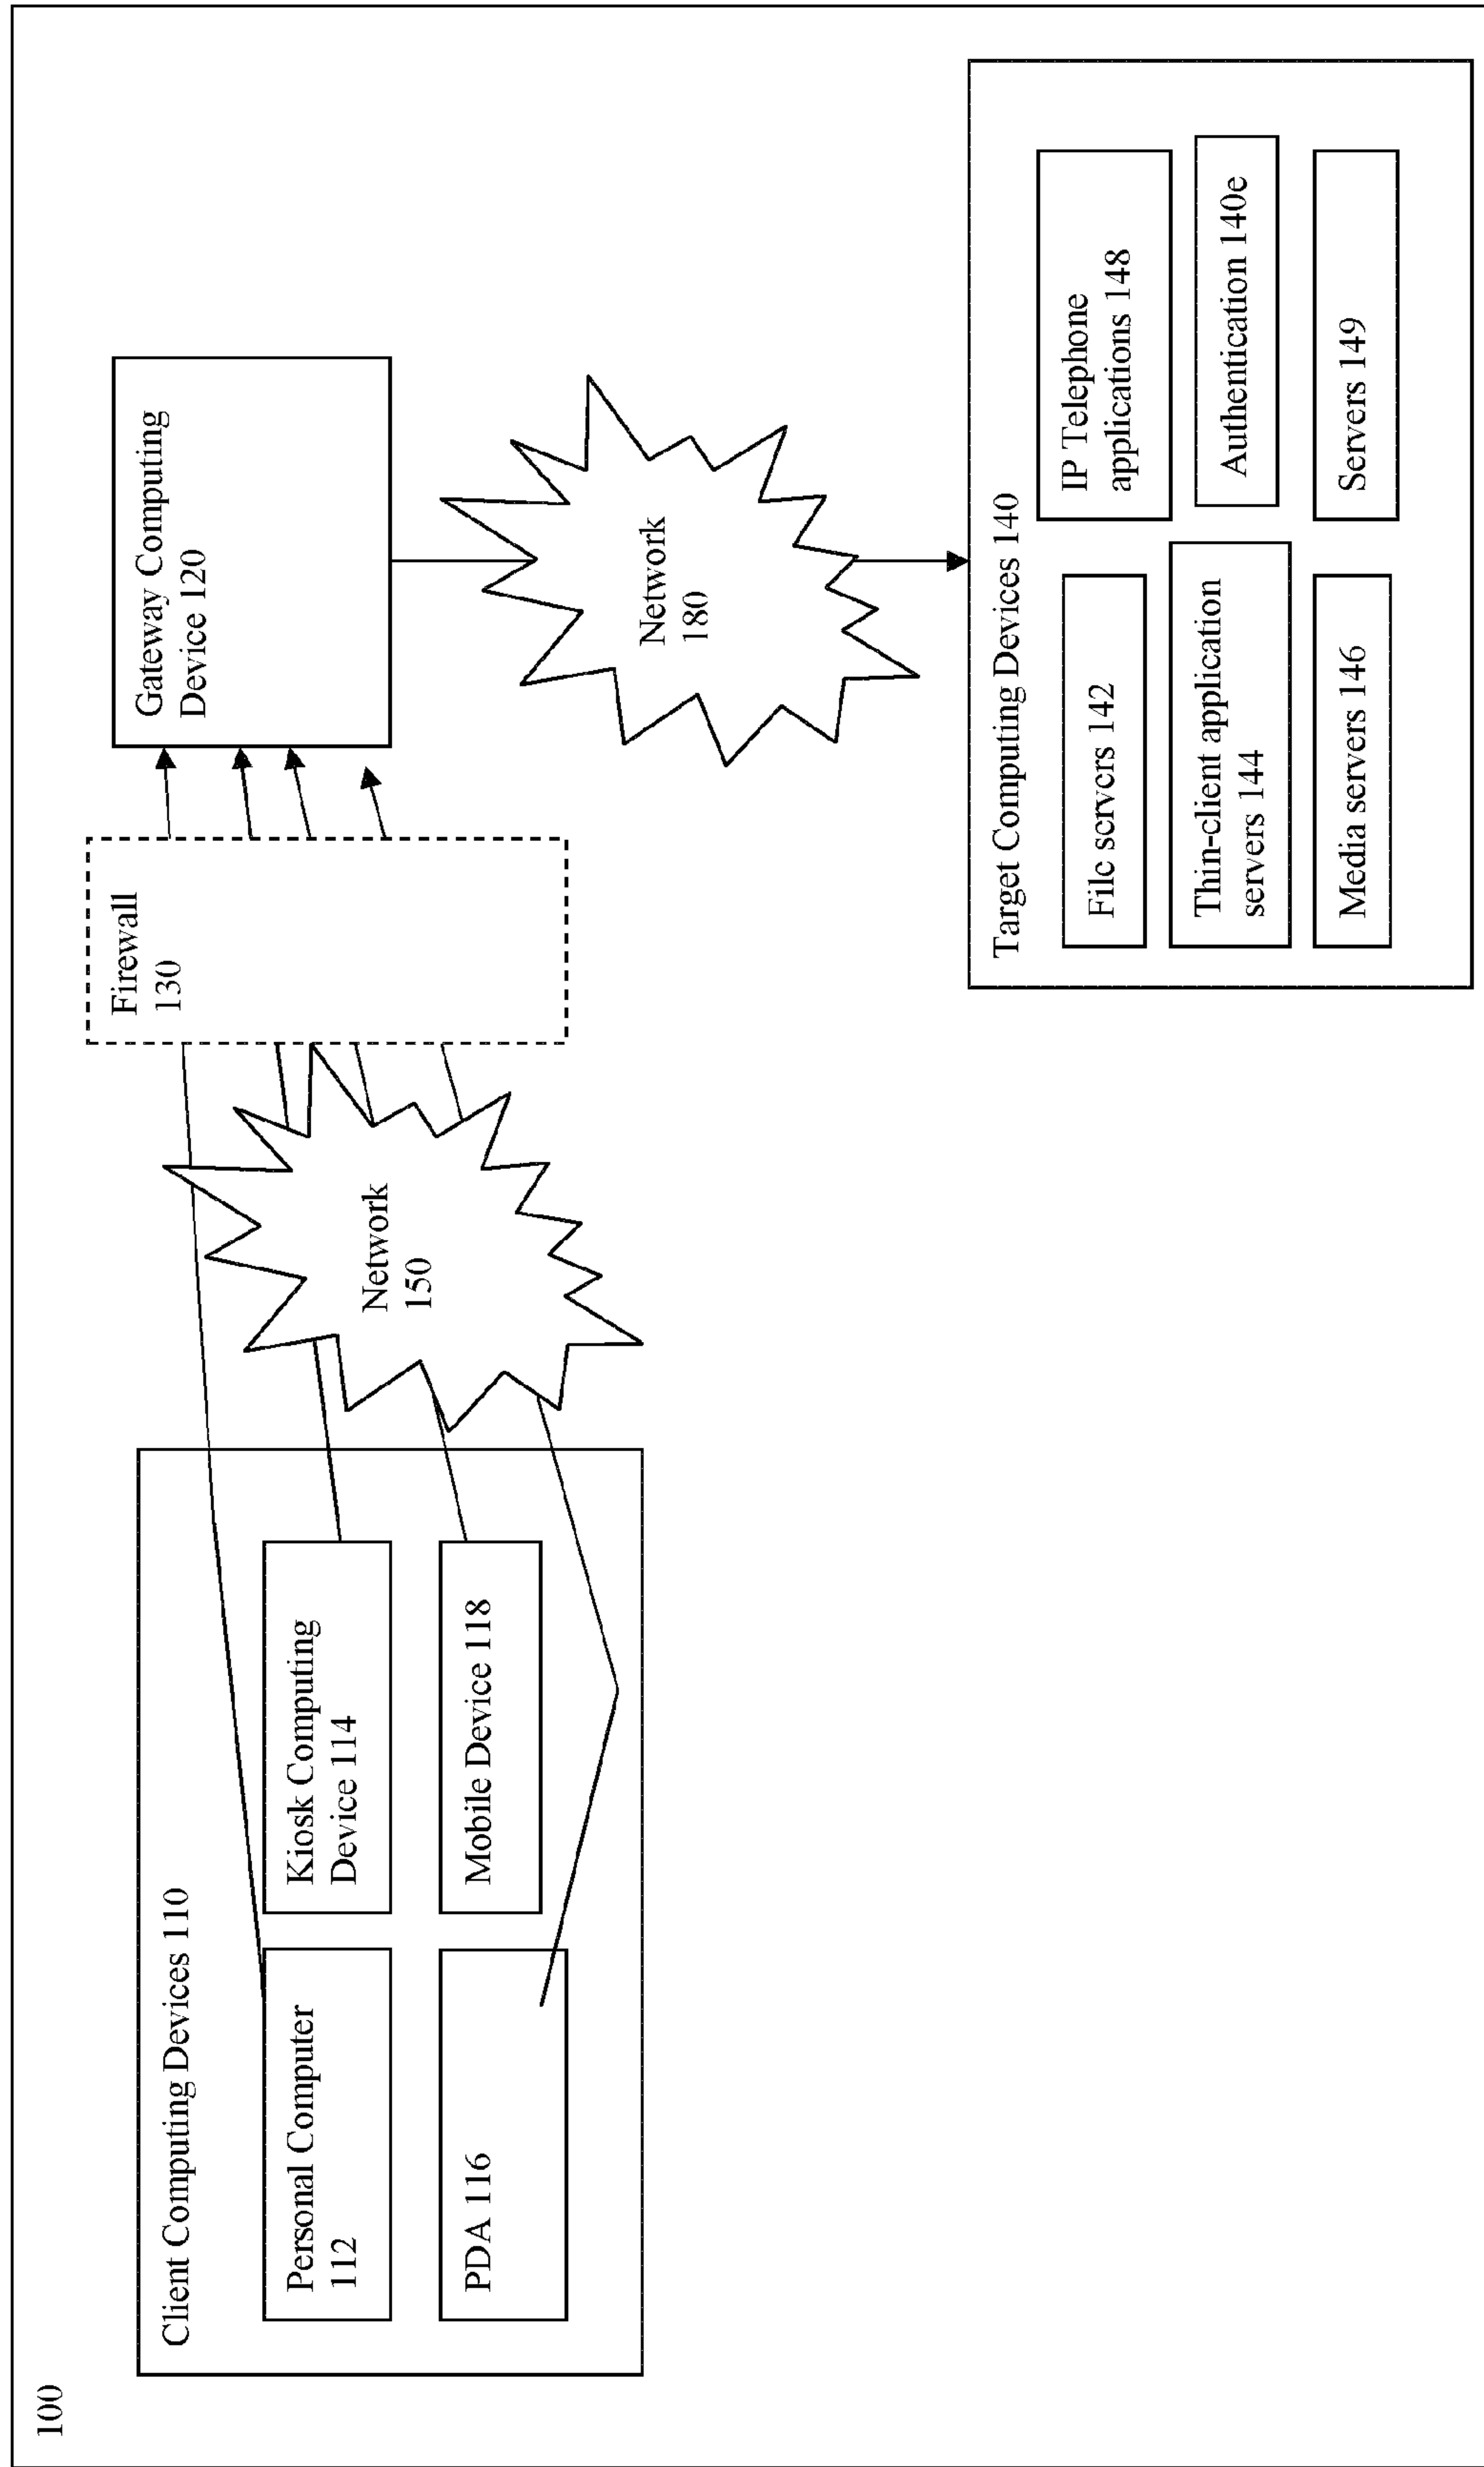 100
Client Computing Devices 110
Personal Computer
112
Kiosk Computing
Device 114
PDA 116
Mobile Device 118
Network
150
Firewall
130
Gateway Computing
Device 120
Network
180
Target Computing Devices 140
File servers 142
IP Telephone
applications 148
Thin-client application
servers 144
Authentication 140e
Media servers 146
Servers 149